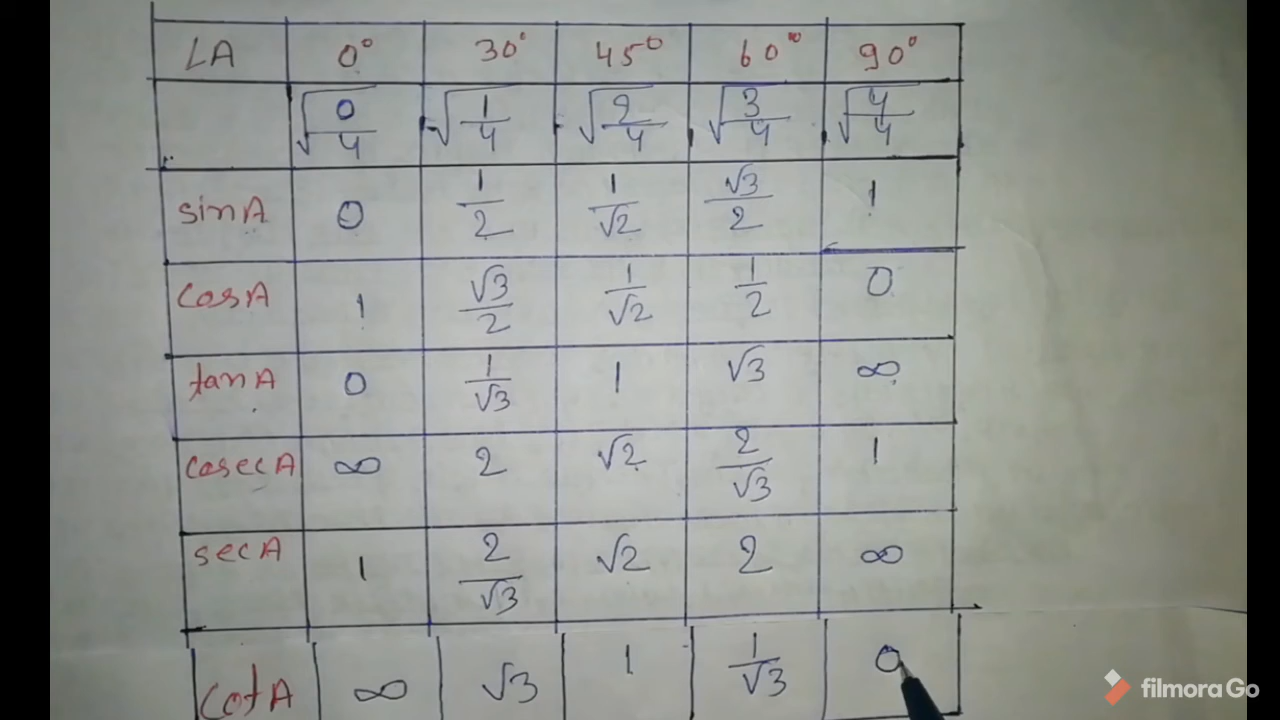 ∠A 0° 30° 45° 60° 90°
√0/4 √1/4 √2/4 √3/4 √4/4
sinA 0 1/2 1/√2 √3/2 1
cosA 1 √3/2 1/√2 1/2 0
tanA 0 1/√3 1 √3 ∞
cosecA ∞ 2 √2 2/√3 1
secA 1 2/√3 √2 2 ∞
cotA ∞ √3 1 1/√3 0
filmora Go